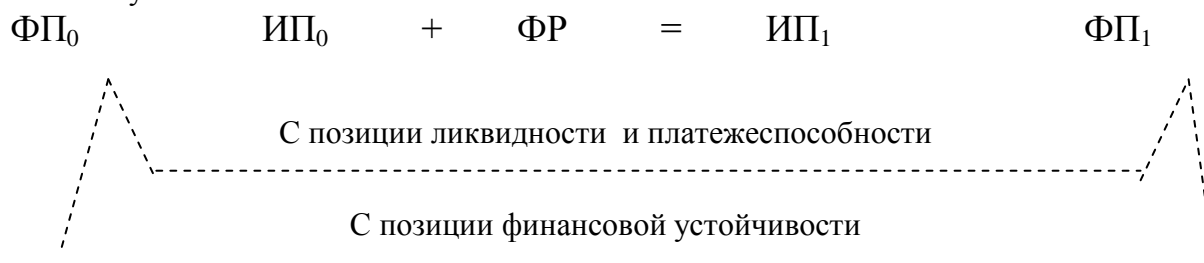 ФП₀ ИП₀ + ФР = ИП₁ ФП₁
С позиции ликвидности и платежеспособности
С позиции финансовой устойчивости